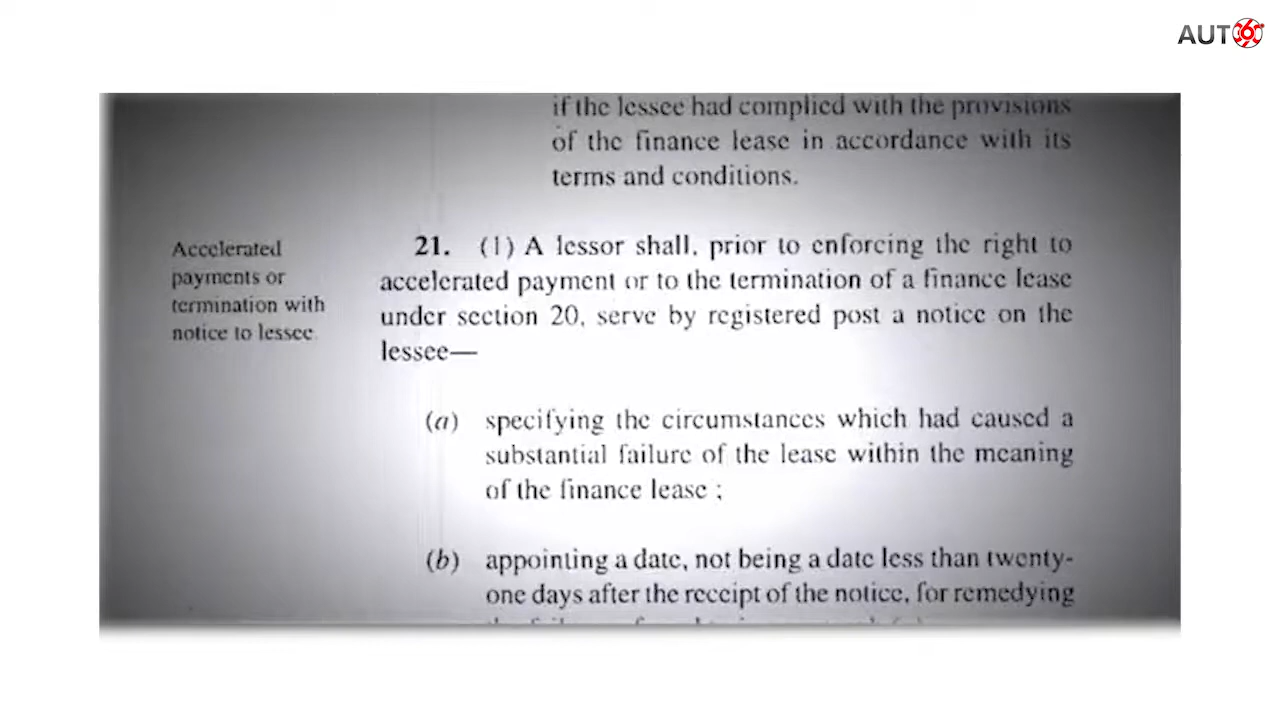 AUTO
if the lessee had complied with the provisions
of the finance lease in accordance with its
terms and conditions.
Accelerated
payments or
termination with
notice to lessee.
21. (1) A lessor shall, prior to enforcing the right to
accelerated payment or to the termination of a finance lease
under section 20, serve by registered post a notice on the
lessee—
(a) specifying the circumstances which had caused a
substantial failure of the lease within the meaning
of the finance lease ;
(b) appointing a date, not being a date less than twenty-
one days after the receipt of the notice, for remedying